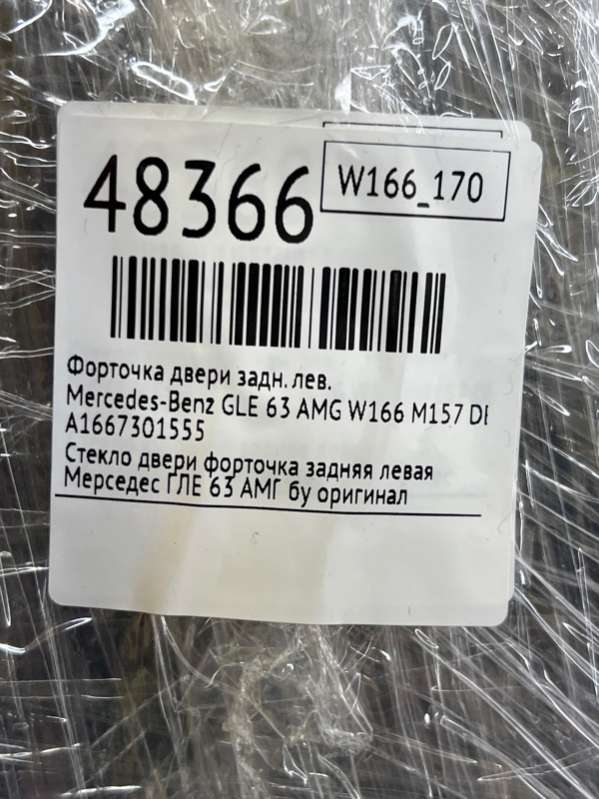 48366
W166_170
Форточка двери задн. лев.
Mercedes-Benz GLE 63 AMG W166 M157 DE
A1667301555
Стекло двери форточка задняя левая
Мерседес ГЛЕ 63 АМГ бу оригинал